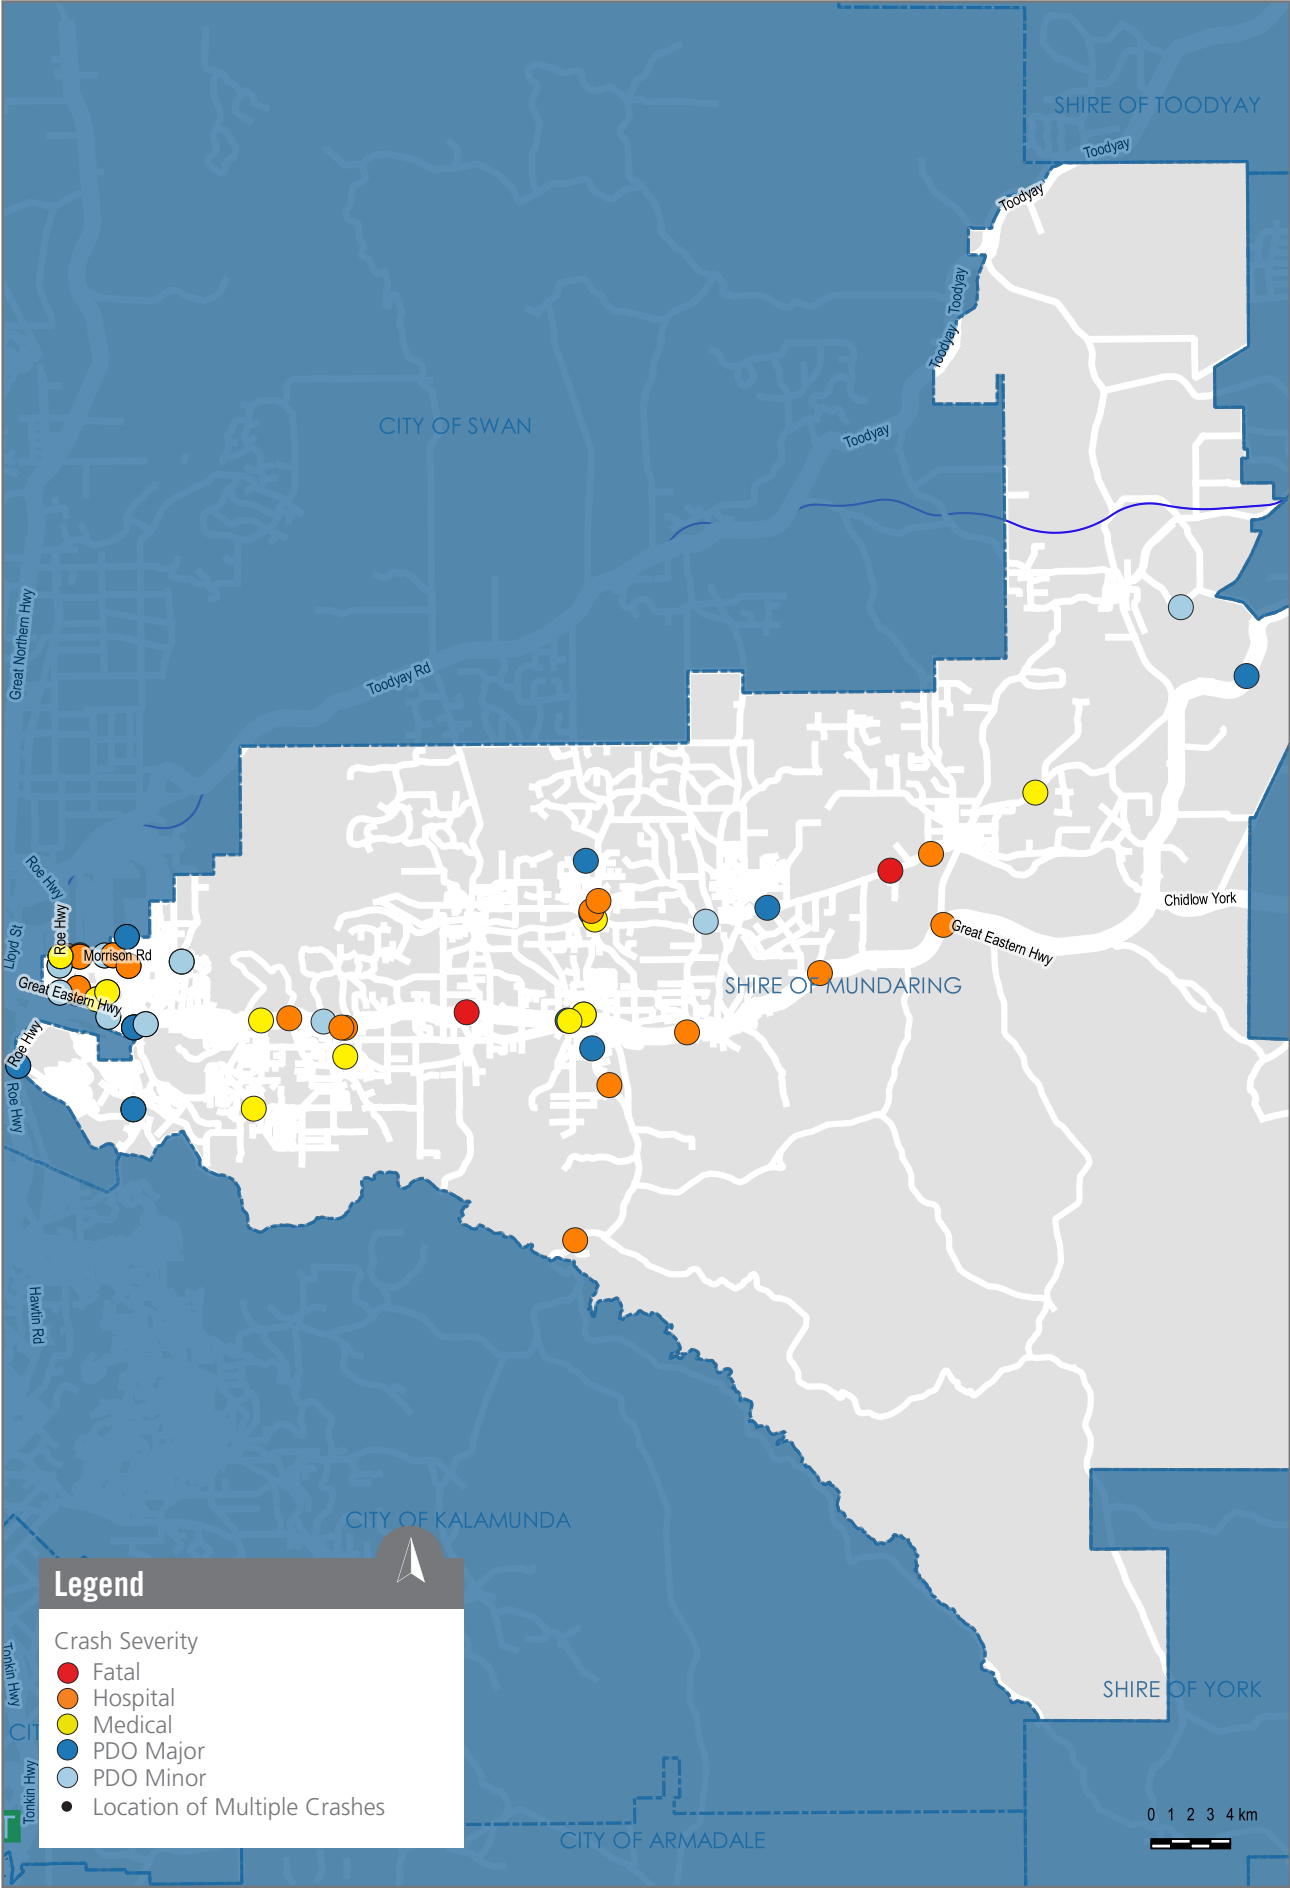 SHIRE OF TOODYAY
Toodyay
Toodyay
Toodyay
Toodyay
CITY OF SWAN
Toodyay
Great Northern Hwy
Toodyay Rd
Roe Hwy
Chidlow York
Lloyd St
Roe Hwy
Morrison Rd
Great Eastern Hwy
SHIRE OF MUNDARING
Great Eastern Hwy
Roe Hwy
Roe Hwy
Hawtin Rd
CITY OF KALAMUNDA
Legend
Crash Severity
Fatal
Hospital
Medical
PDO Major
PDO Minor
Location of Multiple Crashes
Tonkin Hwy
CIT
Tonkin Hwy
SHIRE OF YORK
0 1 2 3 4 km
CITY OF ARMADALE